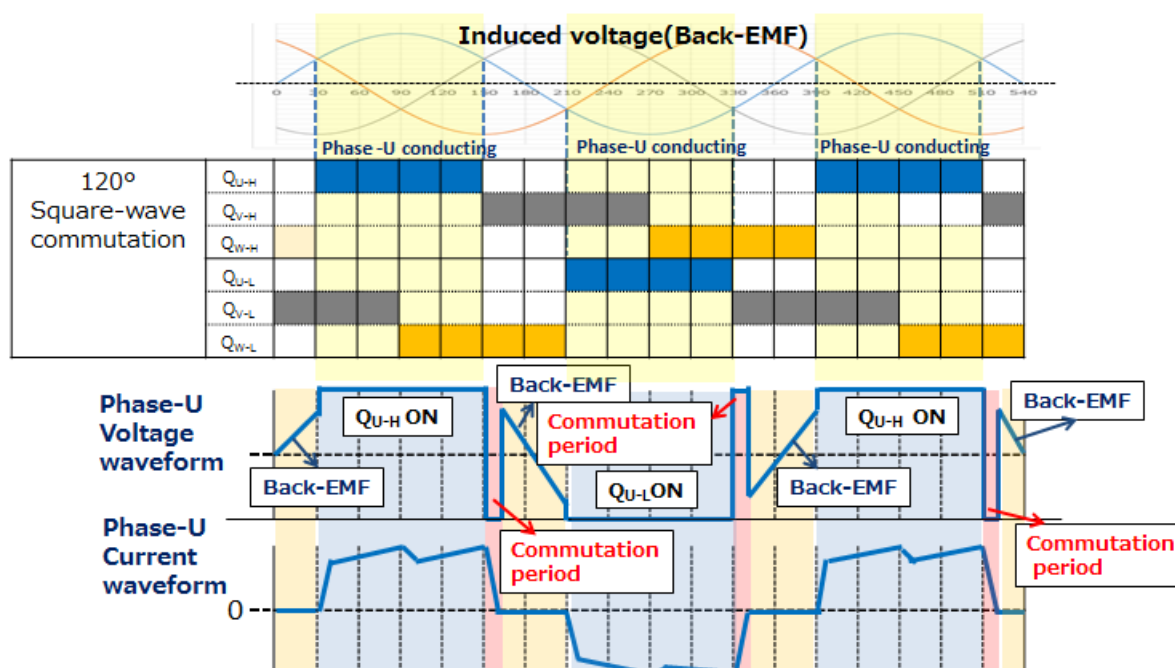 Induced voltage(Back-EMF)
0 30 60 90 120 150 180 210 240 270 300 330 360 390 420 450 480 510 540
Phase-U conducting
Phase-U conducting
Phase-U conducting
120°
Square-wave
commutation
QU-H
QV-H
QW-H
QU-L
QV-L
QW-L
Phase-U
Voltage
waveform
Back-EMF
QU-H ON
Commutation
period
Back-EMF
Commutation
period
QU-LON
Back-EMF
QU-H ON
Back-EMF
Commutation
period
Phase-U
Current
waveform
0